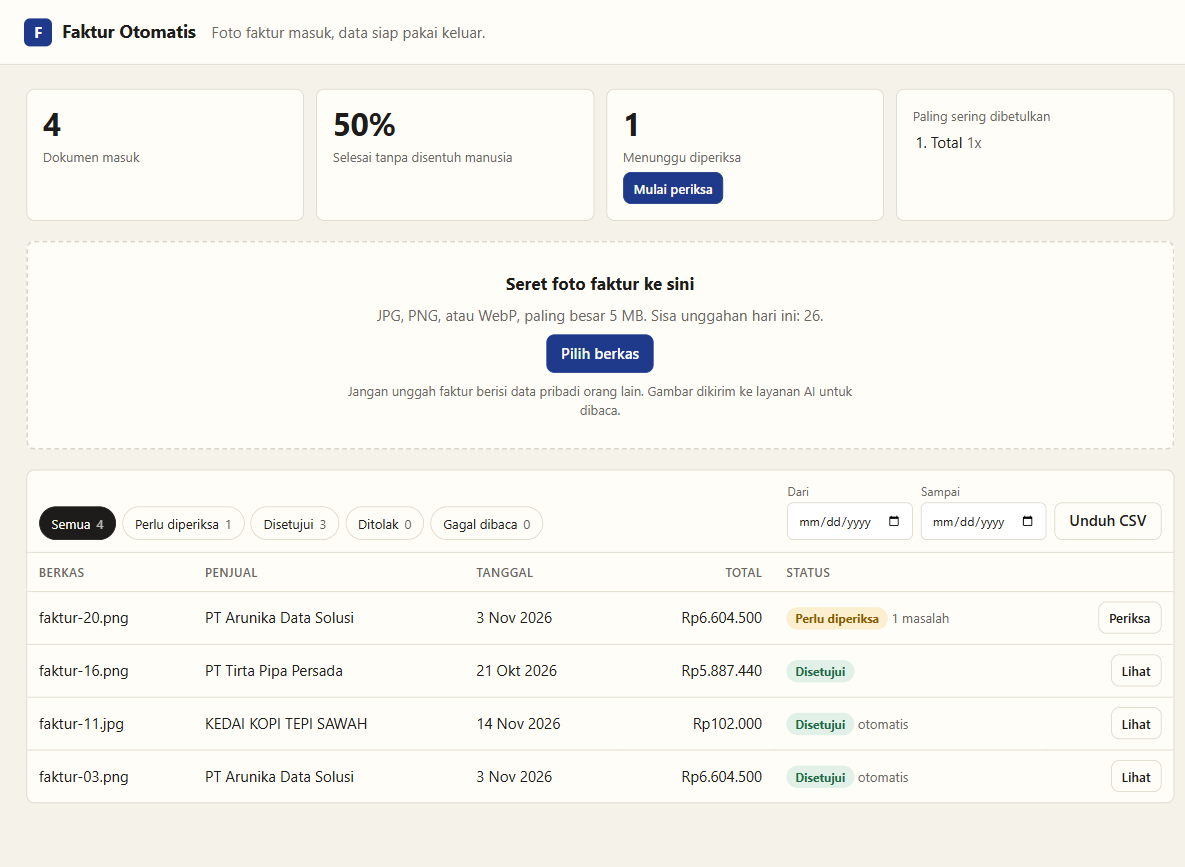 F Faktur Otomatis Foto faktur masuk, data siap pakai keluar.
4
Dokumen masuk
50%
Selesai tanpa disentuh manusia
1
Menunggu diperiksa
Mulai periksa
Paling sering dibetulkan
1. Total 1x
Seret foto faktur ke sini
JPG, PNG, atau WebP, paling besar 5 MB. Sisa unggahan hari ini: 26.
Pilih berkas
Jangan unggah faktur berisi data pribadi orang lain. Gambar dikirim ke layanan AI untuk
dibaca.
Dari Sampai
Semua 4 Perlu diperiksa 1 Disetujui 3 Ditolak 0 Gagal dibaca 0 mm/dd/yyyy mm/dd/yyyy Unduh CSV
BERKAS PENJUAL TANGGAL TOTAL STATUS
faktur-20.png PT Arunika Data Solusi 3 Nov 2026 Rp6.604.500 Perlu diperiksa 1 masalah Periksa
faktur-16.png PT Tirta Pipa Persada 21 Okt 2026 Rp5.887.440 Disetujui Lihat
faktur-11.jpg KEDAI KOPI TEPI SAWAH 14 Nov 2026 Rp102.000 Disetujui otomatis Lihat
faktur-03.png PT Arunika Data Solusi 3 Nov 2026 Rp6.604.500 Disetujui otomatis Lihat